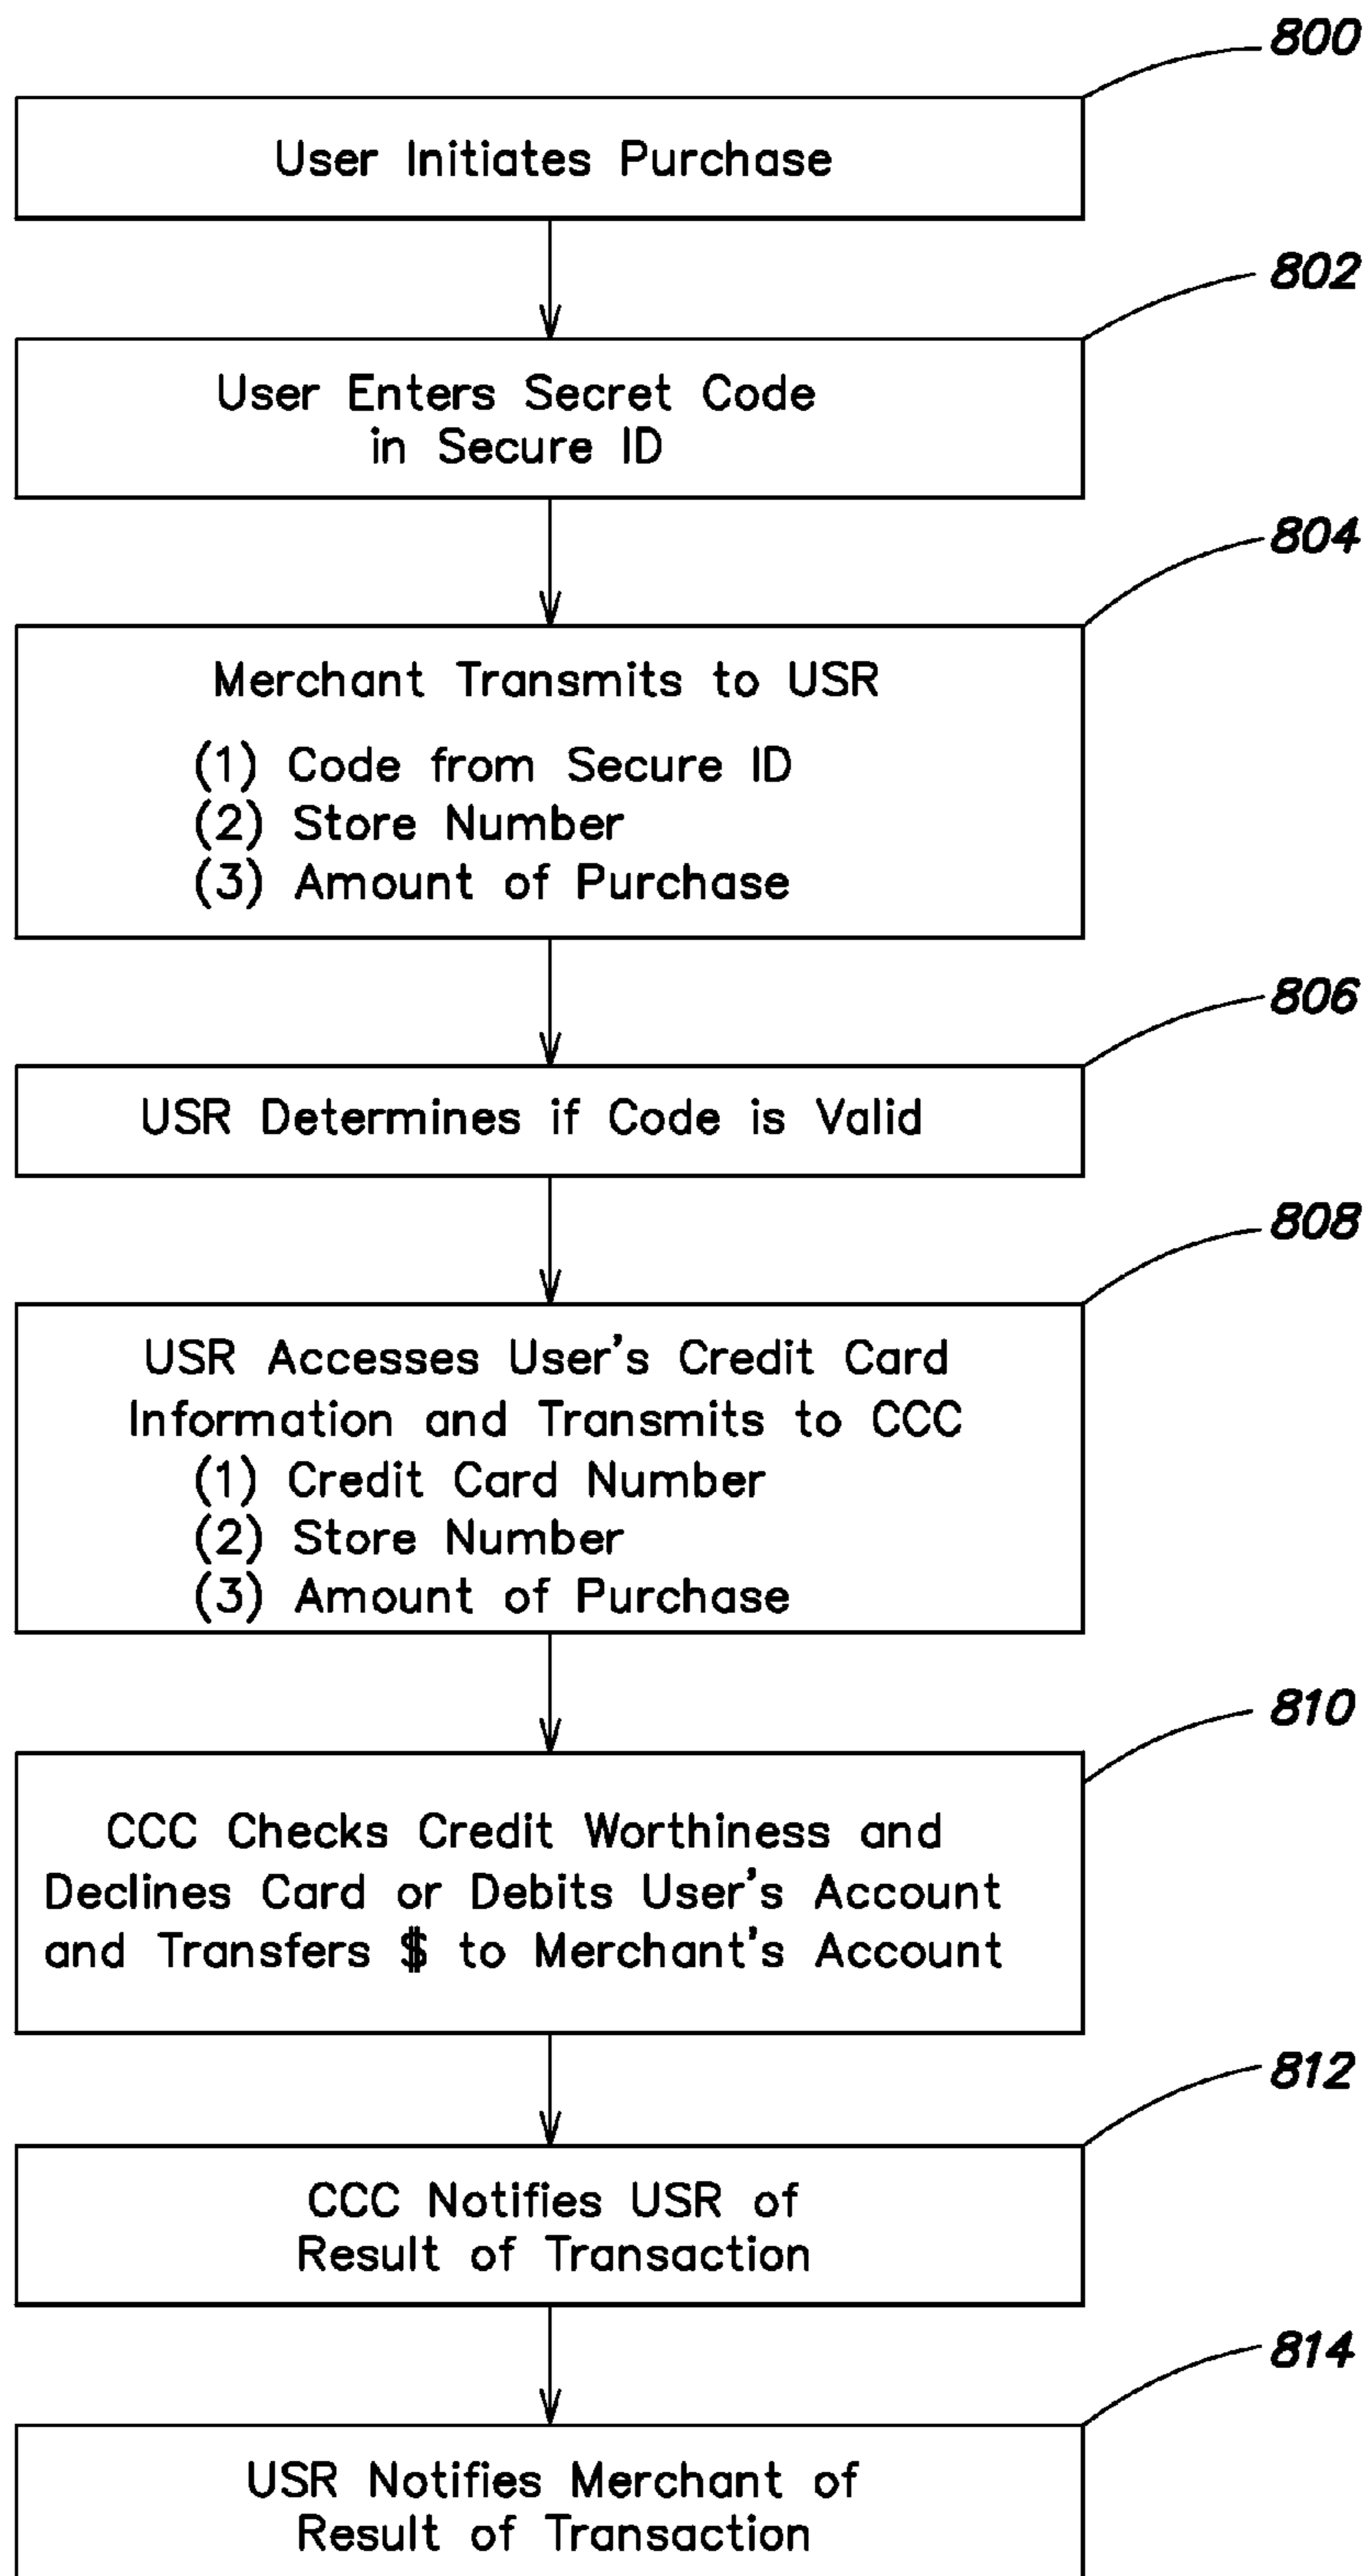 800
User Initiates Purchase
802
User Enters Secret Code
in Secure ID
804
Merchant Transmits to USR
(1) Code from Secure ID
(2) Store Number
(3) Amount of Purchase
806
USR Determines if Code is Valid
808
USR Accesses User's Credit Card
Information and Transmits to CCC
(1) Credit Card Number
(2) Store Number
(3) Amount of Purchase
810
CCC Checks Credit Worthiness and
Declines Card or Debits User's Account
and Transfers $ to Merchant's Account
812
CCC Notifies USR of
Result of Transaction
814
USR Notifies Merchant of
Result of Transaction